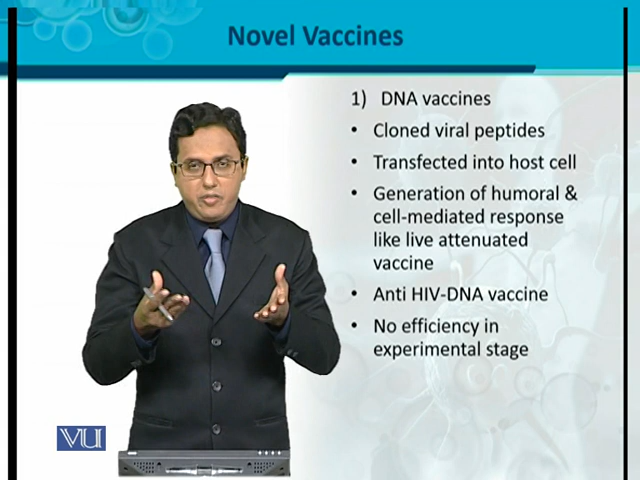 Novel Vaccines
1) DNA vaccines
• Cloned viral peptides
• Transfected into host cell
• Generation of humoral &
cell-mediated response
like live attenuated
vaccine
• Anti HIV-DNA vaccine
• No efficiency in
experimental stage
VU